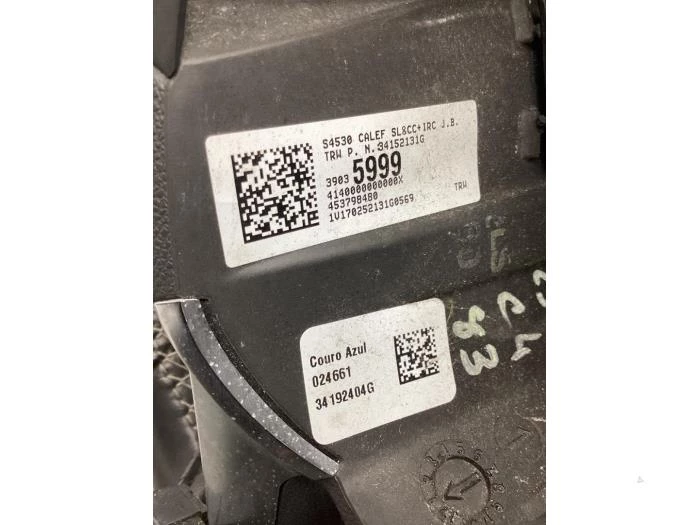 S4530 CALEF SL&CC+IRC J.B.
TRW P. N.34152131G
3903 5999
4140000000000X
453798480
1V170252131G0569 TRW
Couro Azul
024661
34192404G